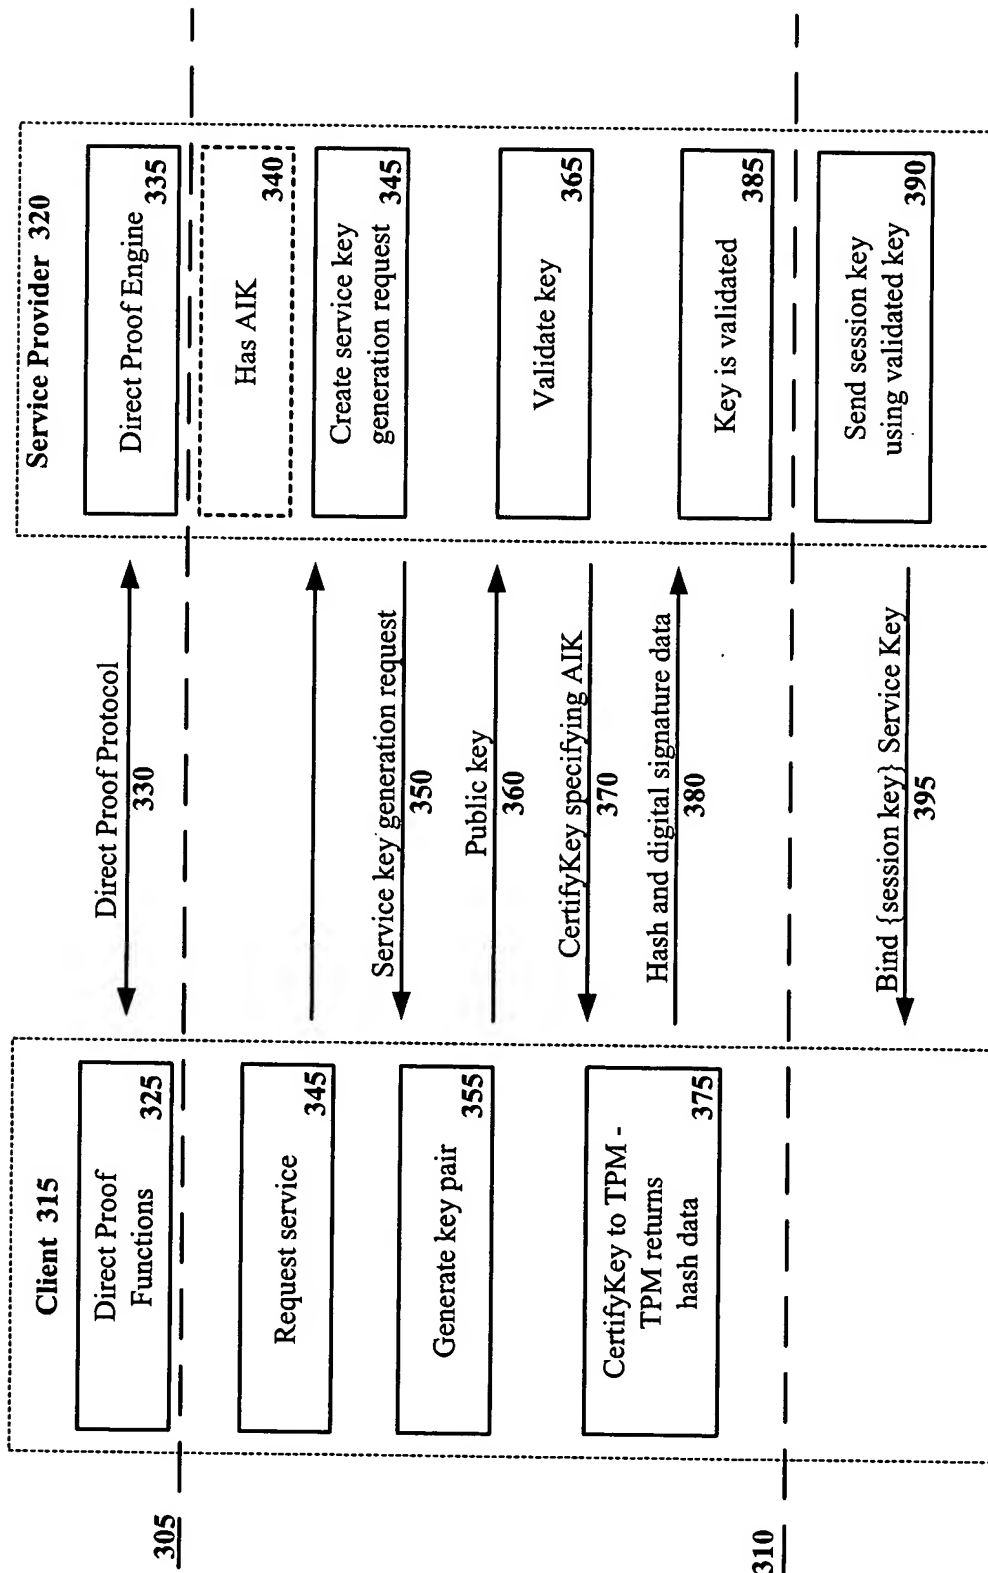 Client 315
Service Provider 320
Direct Proof
Functions
325
Direct Proof Protocol
330
Direct Proof Engine
335
305
Has AIK
340
Request service
345
Create service key
generation request
345
Service key generation request
350
Generate key pair
355
Public key
360
Validate key
365
CertifyKey specifying AIK
370
CertifyKey to TPM -
TPM returns
hash data
375
Hash and digital signature data
380
Key is validated
385
310
Send session key
using validated key
390
Bind {session key} Service Key
395